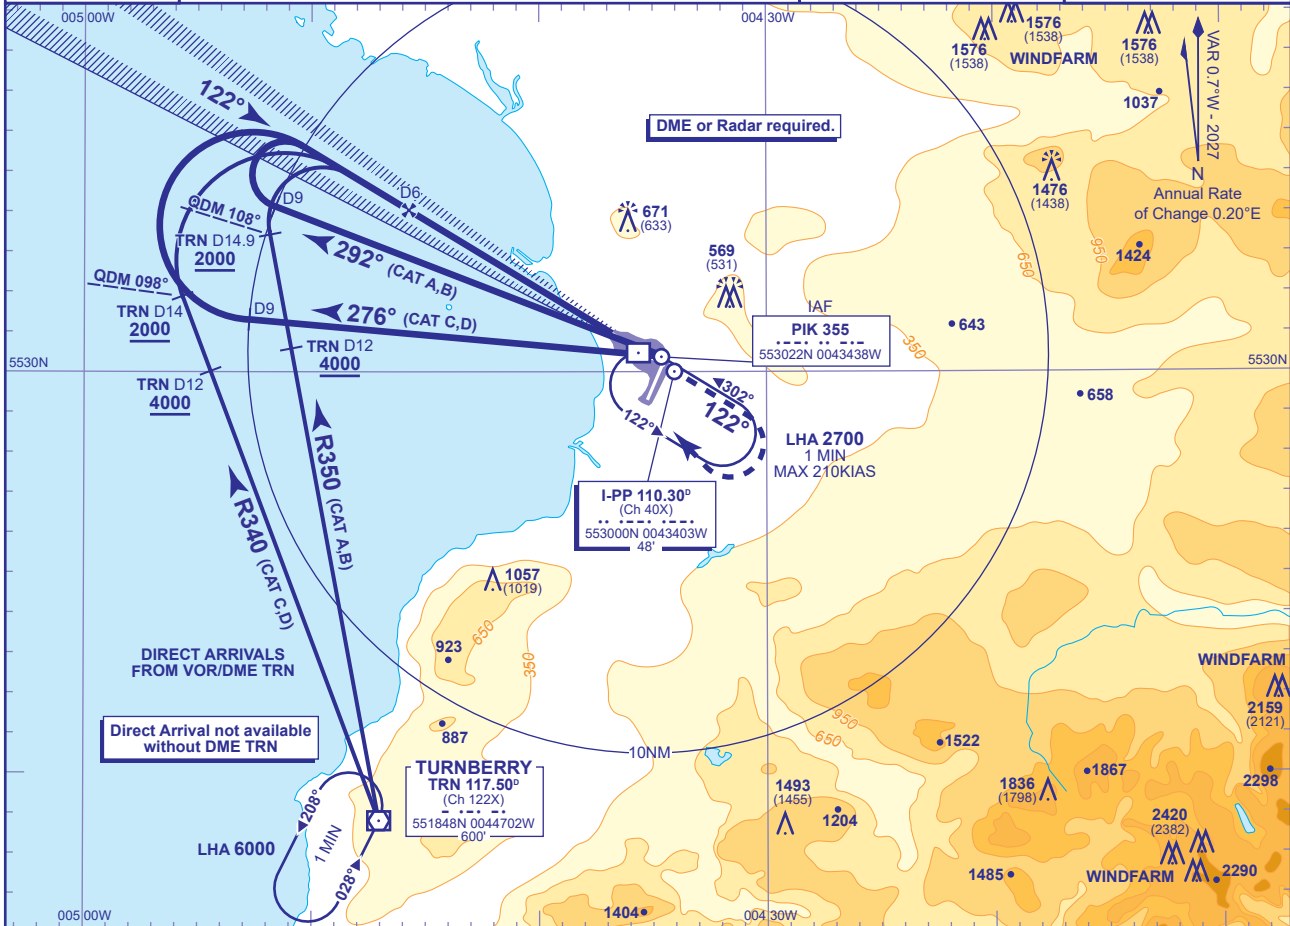 005 00W
004 30W
1576
(1538)
1576
(1538)
WINDFARM
1576
(1538)
1037
VAR 0.7°W - 2027
N
Annual Rate
of Change 0.20°E
122°
DME or Radar required.
D6
D9
QDM 108°
TRN D14.9
2000
292° (CAT A,B)
671
(633)
569
(531)
1476
(1438)
950
1424
650
QDM 098°
TRN D14
2000
D9
276° (CAT C,D)
IAF
PIK 355
·--· ·· -·-
553022N 0043438W
643
350
5530N
5530N
TRN D12
4000
TRN D12
4000
302°
122°
122°
658
LHA 2700
1 MIN
MAX 210KIAS
R350 (CAT A,B)
R340 (CAT C,D)
I-PP 110.30ᴰ
(Ch 40X)
·· ·--· ·--·
553000N 0043403W
48'
1057
(1019)
650
923
350
DIRECT ARRIVALS
FROM VOR/DME TRN
887
Direct Arrival not available
without DME TRN
10NM
950
650
1522
WINDFARM
2159
(2121)
TURNBERRY
TRN 117.50ᴰ
(Ch 122X)
- ·-· -·
551848N 0044702W
600'
208°
1 MIN
028°
LHA 6000
1493
(1455)
1204
1836
(1798)
1867
2298
2420
(2382)
WINDFARM
2290
1485
1404
005 00W
004 30W